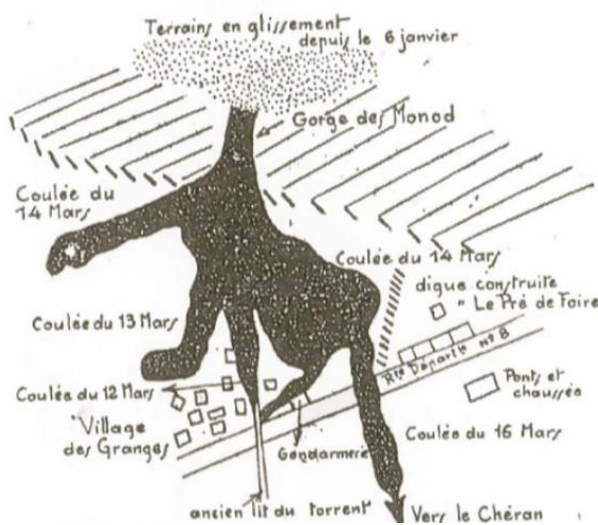 Terrains en glissement
depuis le 6 janvier
Gorge des Monod
Coulée du
14 Mars
Coulée du 14 Mars
digue construite
" Le Pré de Foire
Coulée du 13 Mars
Rte Départle N° 8
Coulée du 12 Mars
Ponts et
chaussée
Village
des Granges
Gendarmerie
Coulée du 16 Mars
ancien lit du torrent
Vers le Chéran